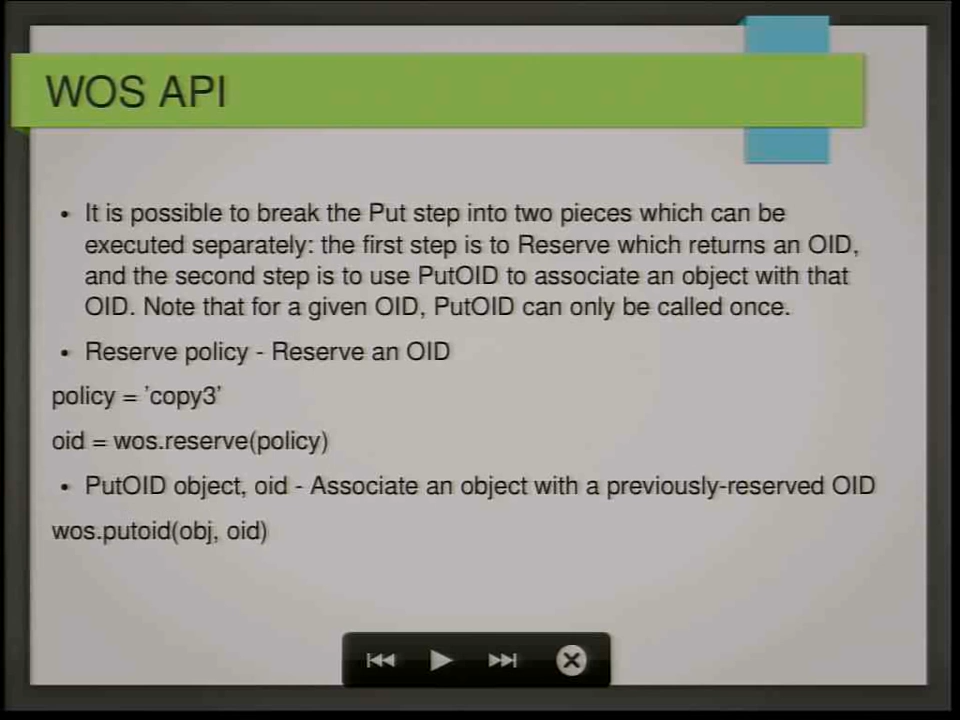 WOS API
• It is possible to break the Put step into two pieces which can be
executed separately: the first step is to Reserve which returns an OID,
and the second step is to use PutOID to associate an object with that
OID. Note that for a given OID, PutOID can only be called once.
• Reserve policy - Reserve an OID
policy = 'copy3'
oid = wos.reserve(policy)
• PutOID object, oid - Associate an object with a previously-reserved OID
wos.putoid(obj, oid)